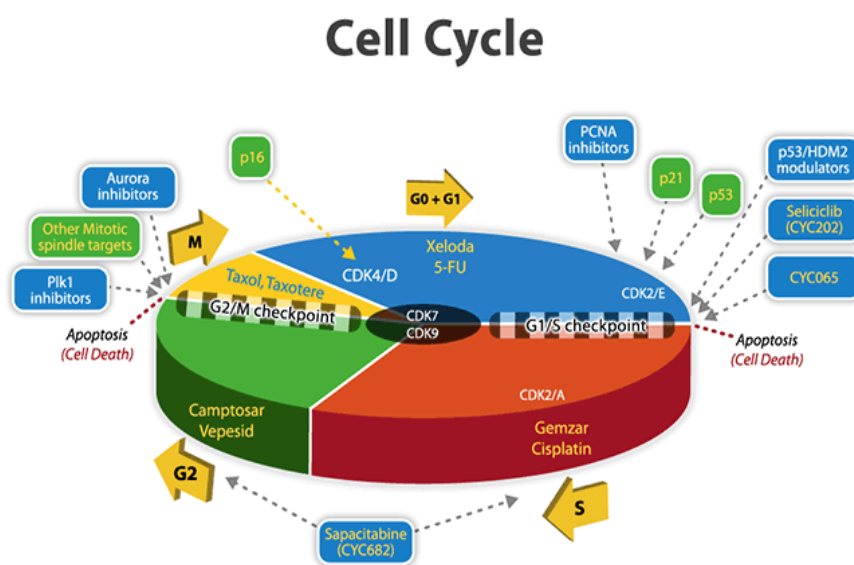 Cell Cycle
PCNA
inhibitors
p53/HDM2
modulators
p16
Aurora
inhibitors
p21
p53
G0 + G1
Other Mitotic
spindle targets
M
Seliciclib
(CYC202)
Xeloda
5-FU
Plk1
inhibitors
Taxol, Taxotere
CDK4/D
CDK2/E
CYC065
G2/M checkpoint
CDK7
CDK9
G1/S checkpoint
Apoptosis
(Cell Death)
Apoptosis
(Cell Death)
CDK2/A
Camptosar
Vepesid
Gemzar
Cisplatin
G2
S
Sapacitabine
(CYC682)